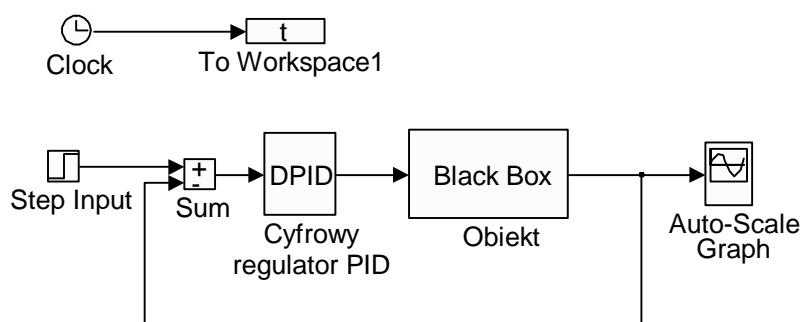 t
Clock
To Workspace1
+
-
DPID
Black Box
Step Input
Sum
Cyfrowy
regulator PID
Obiekt
Auto-Scale
Graph